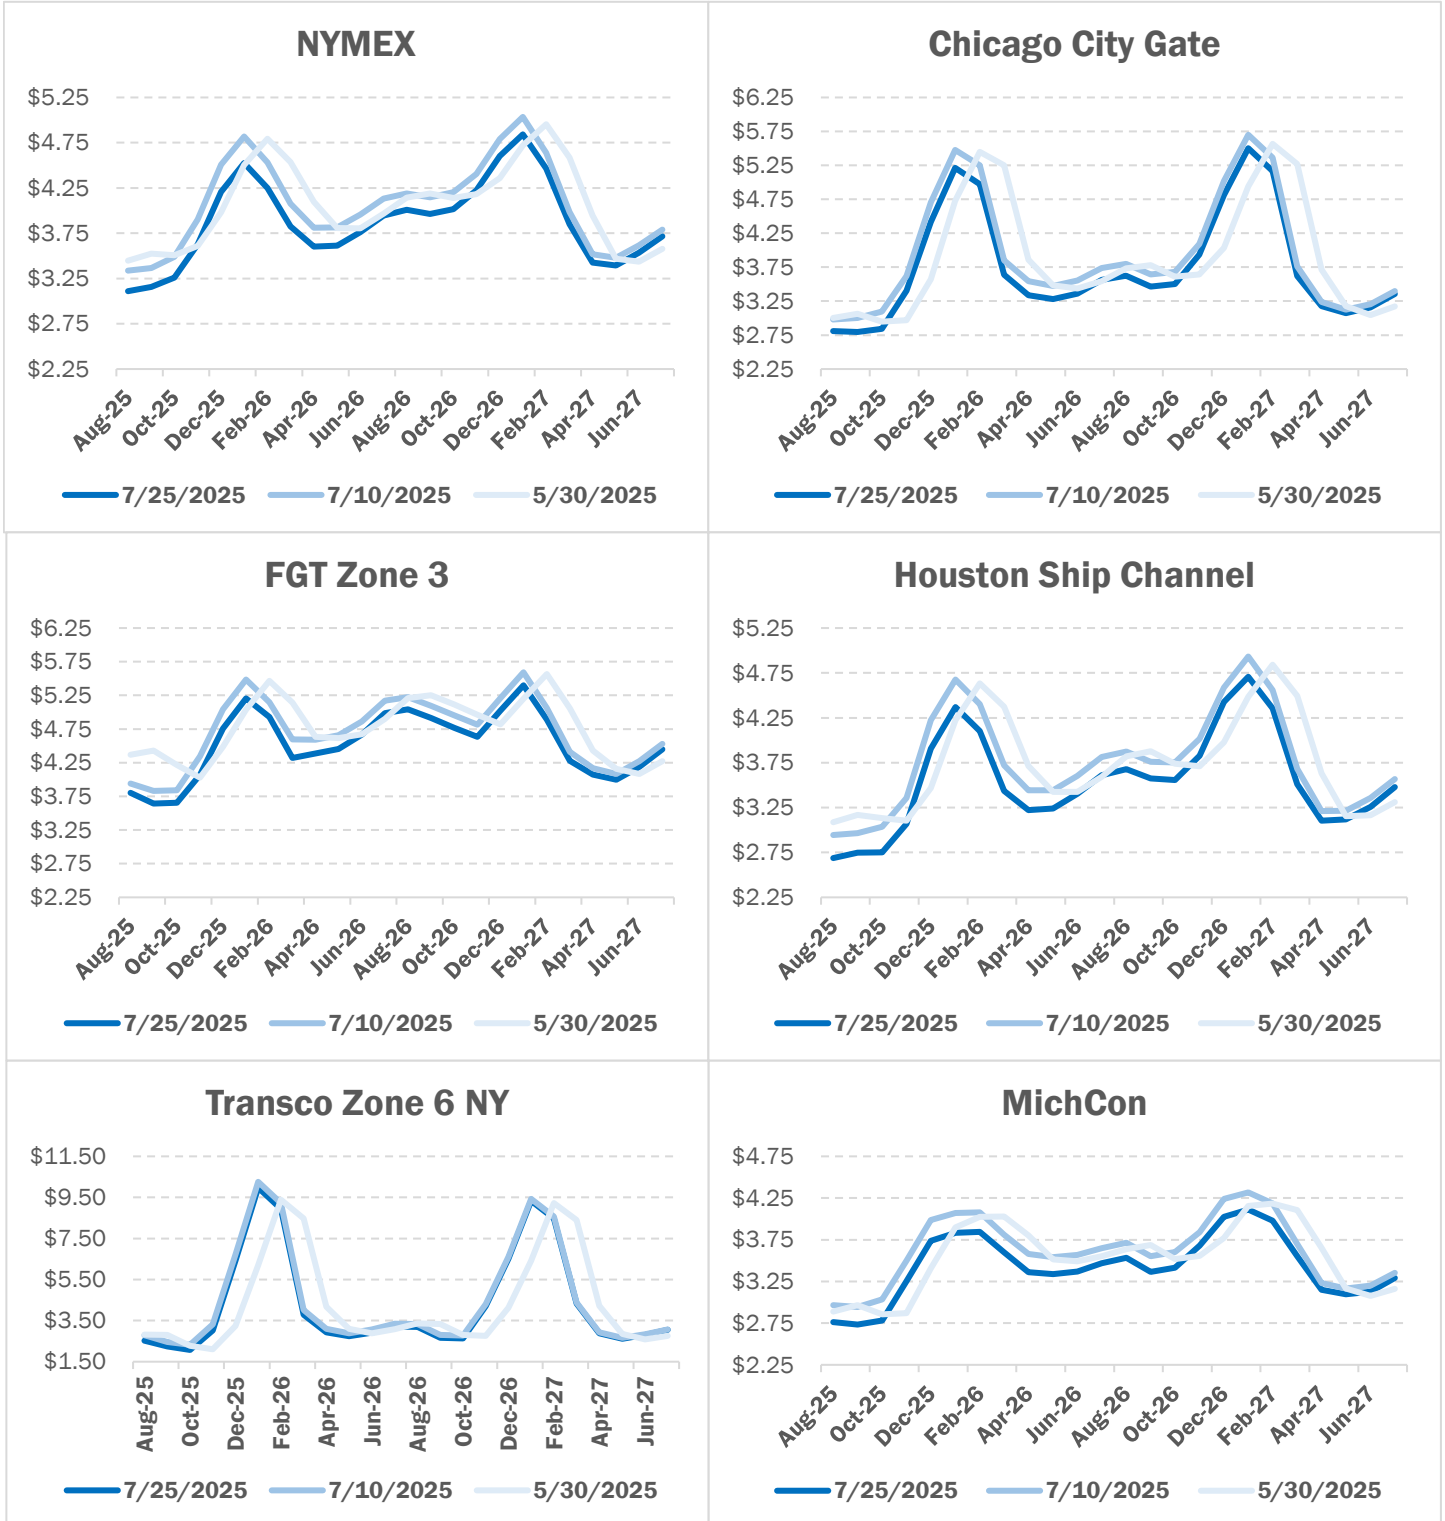 NYMEX
$5.25
$4.75
$4.25
$3.75
$3.25
$2.75
$2.25
Aug-25 Oct-25 Dec-25 Feb-26 Apr-26 Jun-26 Aug-26 Oct-26 Dec-26 Feb-27 Apr-27 Jun-27
7/25/2025 7/10/2025 5/30/2025
Chicago City Gate
$6.25
$5.75
$5.25
$4.75
$4.25
$3.75
$3.25
$2.75
$2.25
Aug-25 Oct-25 Dec-25 Feb-26 Apr-26 Jun-26 Aug-26 Oct-26 Dec-26 Feb-27 Apr-27 Jun-27
7/25/2025 7/10/2025 5/30/2025
FGT Zone 3
$6.25
$5.75
$5.25
$4.75
$4.25
$3.75
$3.25
$2.75
$2.25
Aug-25 Oct-25 Dec-25 Feb-26 Apr-26 Jun-26 Aug-26 Oct-26 Dec-26 Feb-27 Apr-27 Jun-27
7/25/2025 7/10/2025 5/30/2025
Houston Ship Channel
$5.25
$4.75
$4.25
$3.75
$3.25
$2.75
$2.25
Aug-25 Oct-25 Dec-25 Feb-26 Apr-26 Jun-26 Aug-26 Oct-26 Dec-26 Feb-27 Apr-27 Jun-27
7/25/2025 7/10/2025 5/30/2025
Transco Zone 6 NY
$11.50
$9.50
$7.50
$5.50
$3.50
$1.50
Aug-25 Oct-25 Dec-25 Feb-26 Apr-26 Jun-26 Aug-26 Oct-26 Dec-26 Feb-27 Apr-27 Jun-27
7/25/2025 7/10/2025 5/30/2025
MichCon
$4.75
$4.25
$3.75
$3.25
$2.75
$2.25
Aug-25 Oct-25 Dec-25 Feb-26 Apr-26 Jun-26 Aug-26 Oct-26 Dec-26 Feb-27 Apr-27 Jun-27
7/25/2025 7/10/2025 5/30/2025